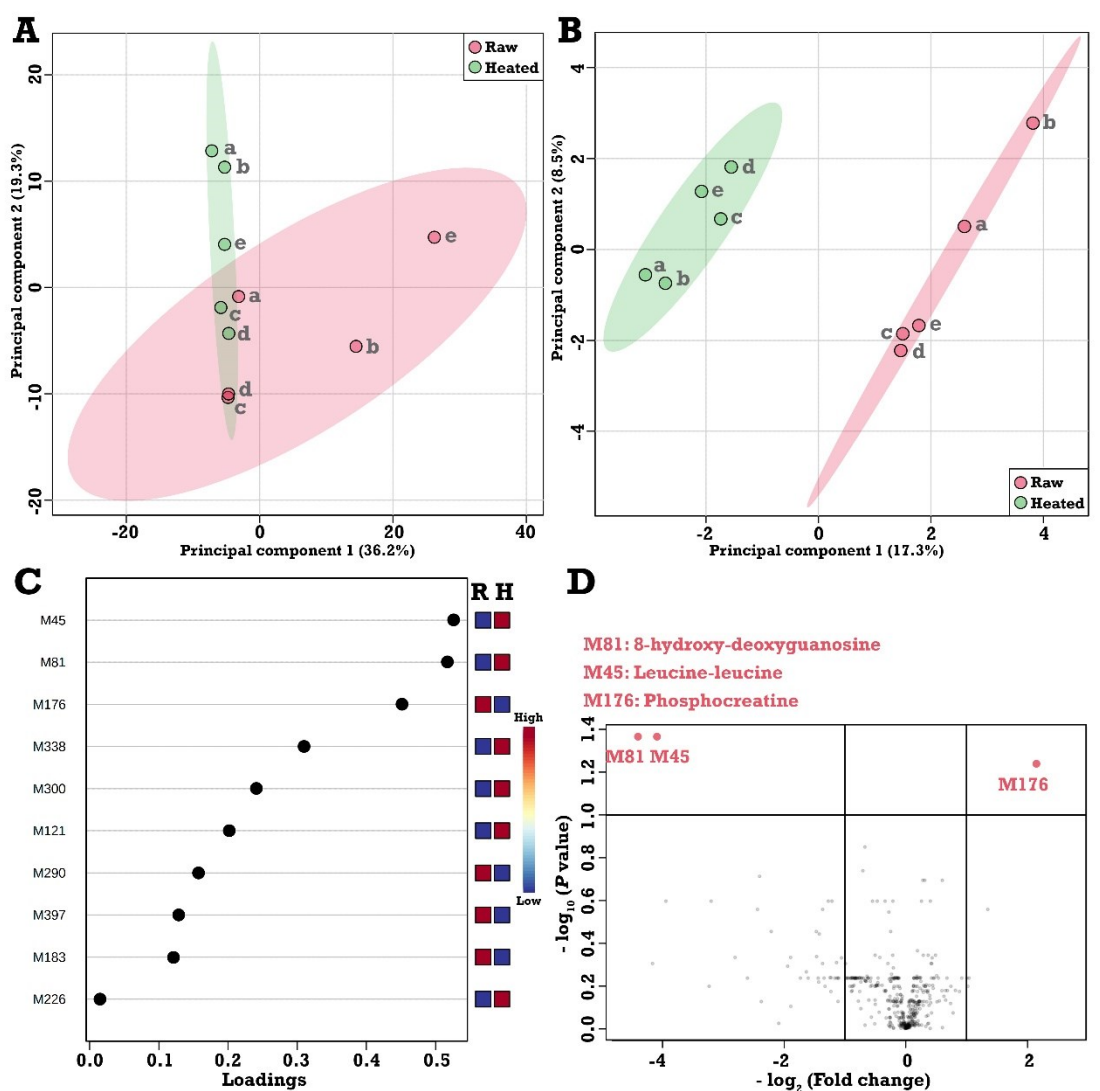 A
Raw
Heated
a
b
e
e
a
c
b
d
d
c
20
10
0
-10
-20
-20
0
20
40
Principal component 2 (19.3%)
Principal component 1 (36.2%)
B
b
d
e
c
a
a
b
e
c
d
Raw
Heated
4
2
0
-2
-4
-2
0
2
4
Principal component 2 (8.5%)
Principal component 1 (17.3%)
C
R H
M45
M81
M176
M338
M300
M121
M290
M397
M183
M226
High
Low
0.0
0.1
0.2
0.3
0.4
0.5
Loadings
D
M81: 8-hydroxy-deoxyguanosine
M45: Leucine-leucine
M176: Phosphocreatine
M81 M45
M176
1.4
1.2
1.0
0.8
0.6
0.4
0.2
0.0
- log₁₀ (P value)
-4
-2
0
2
- log₂ (Fold change)